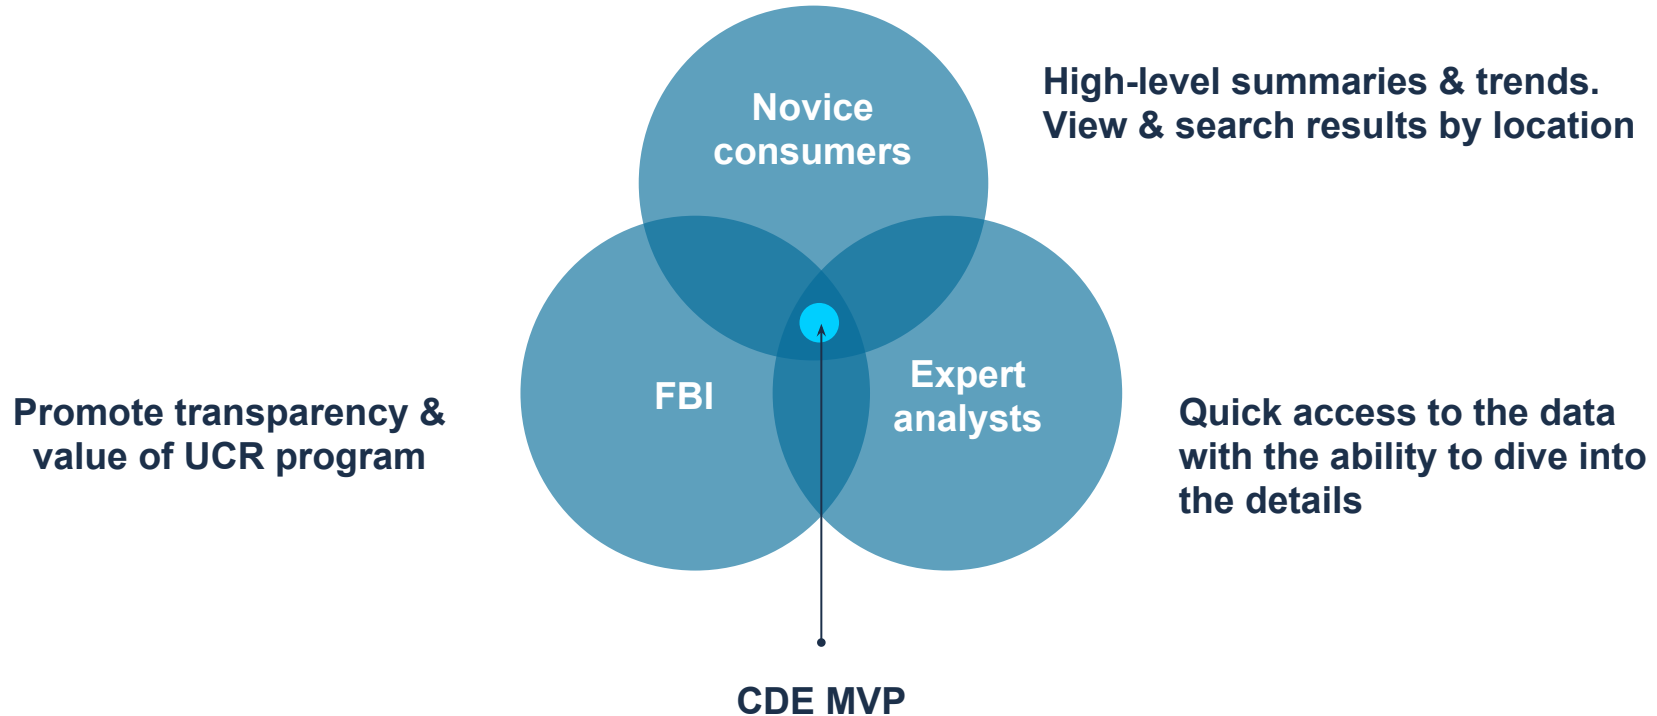 Novice
consumers
High-level summaries & trends.
View & search results by location
FBI
Expert
analysts
Promote transparency &
value of UCR program
Quick access to the data
with the ability to dive into
the details
CDE MVP